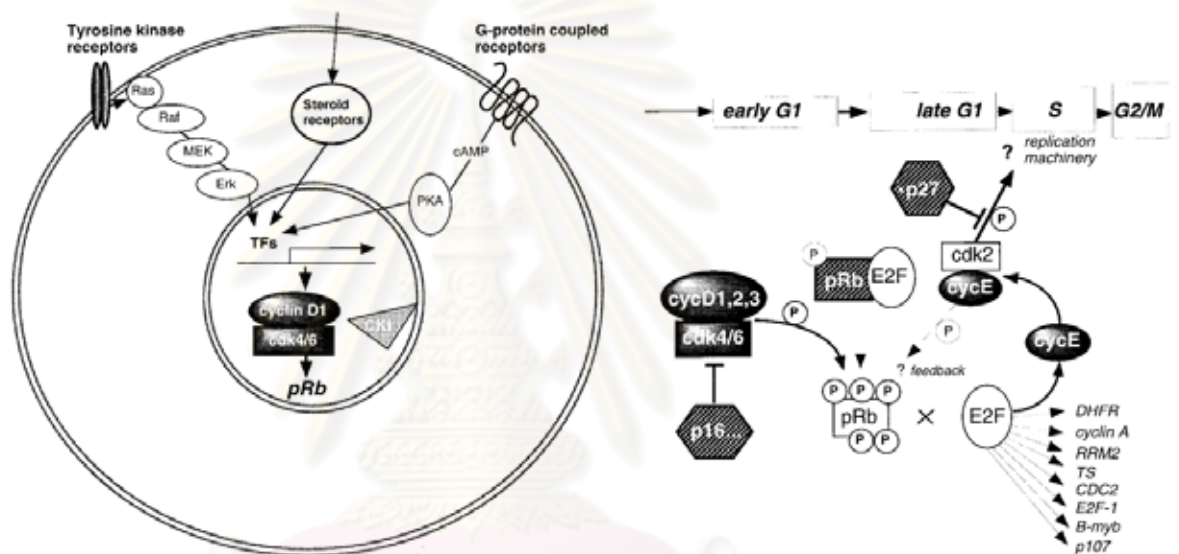 Tyrosine kinase
receptors
G-protein coupled
receptors
Ras
Raf
MEK
Erk
Steroid
receptors
cAMP
PKA
TFs
cyclin D1
cdk4/6
CKI
pRb
early G1
late G1
S
G2/M
?
replication
machinery
p27
P
cdk2
cycE
P
pRb
E2F
cycD1,2,3
cdk4/6
P
P
cycE
? feedback
P P P
pRb
P P
×
E2F
p16...
DHFR
cyclin A
RRM2
TS
CDC2
E2F-1
B-myb
p107